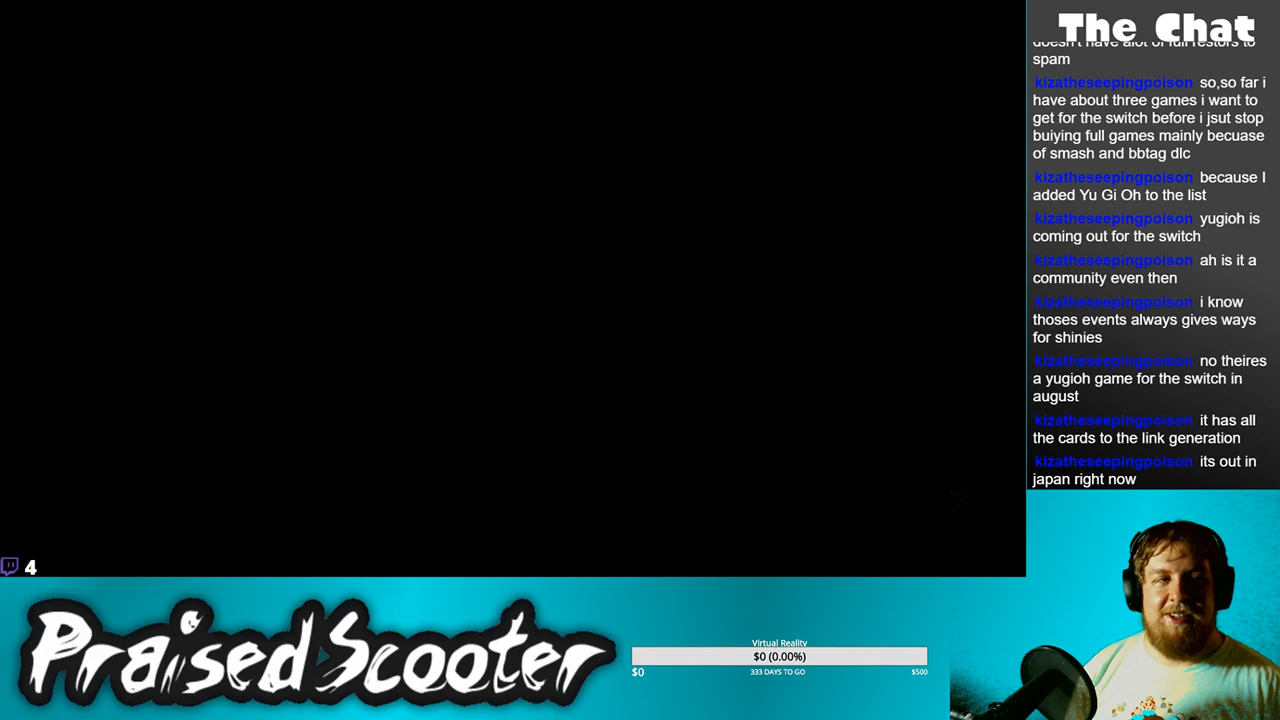 The Chat
doesn't have alot of full restors to
spam
kizatheseepingpoison so,so far i
have about three games i want to
get for the switch before i jsut stop
buiying full games mainly becuase
of smash and bbtag dlc
kizatheseepingpoison because I
added Yu Gi Oh to the list
kizatheseepingpoison yugioh is
coming out for the switch
kizatheseepingpoison ah is it a
community even then
kizatheseepingpoison i know
thoses events always gives ways
for shinies
kizatheseepingpoison no theires
a yugioh game for the switch in
august
kizatheseepingpoison it has all
the cards to the link generation
kizatheseepingpoison its out in
japan right now
4
PraisedScooter
Virtual Reality
$0 (0.00%)
$0
333 DAYS TO GO
$500